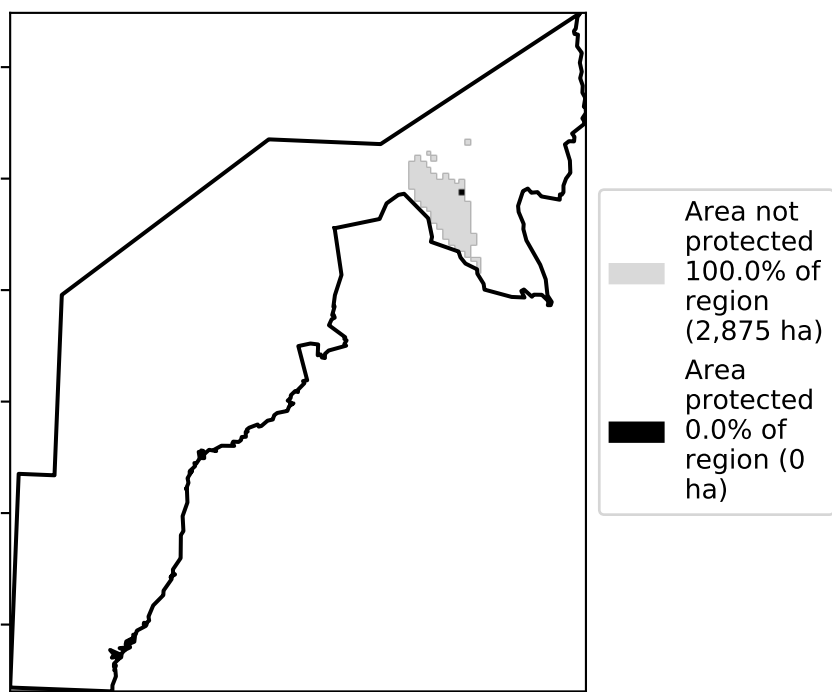 Area not
protected
100.0% of
region
(2,875 ha)
Area
protected
0.0% of
region (0
ha)